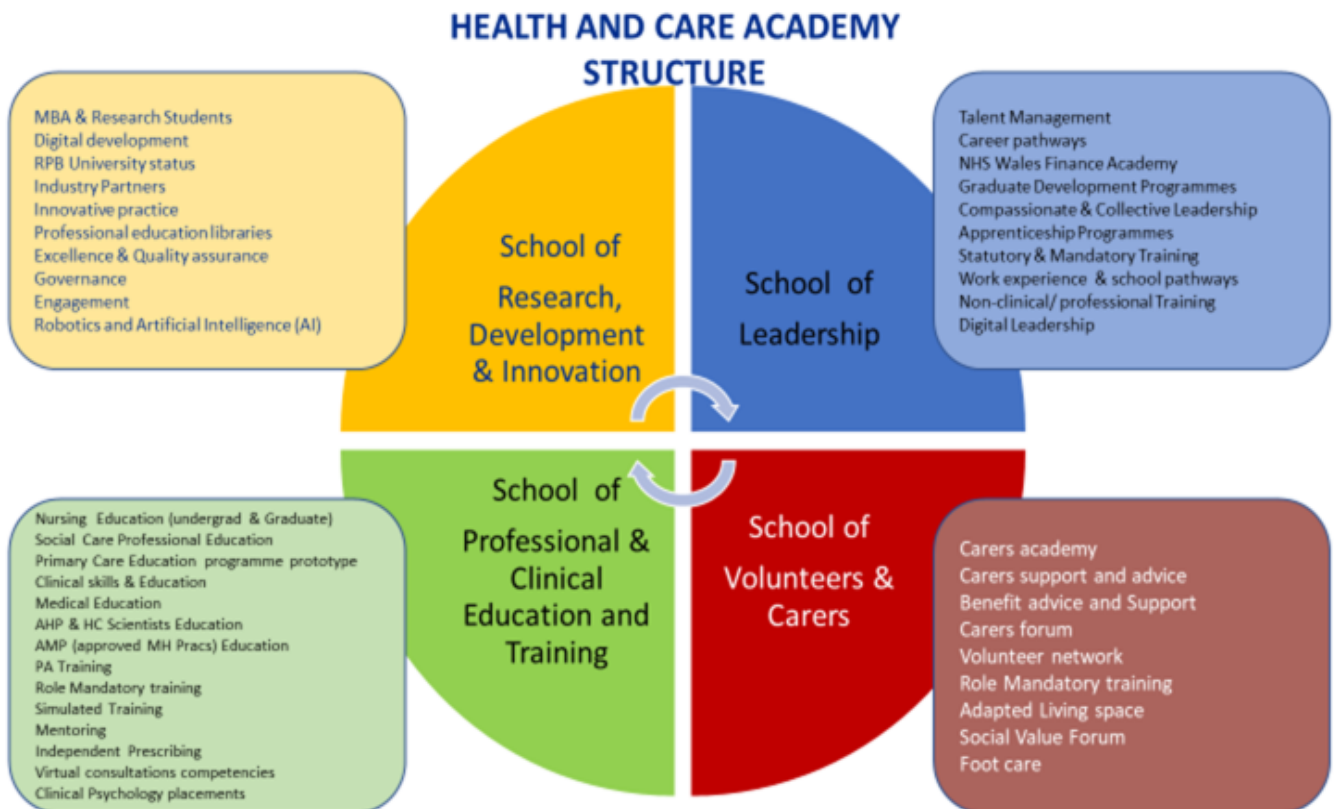 HEALTH AND CARE ACADEMY
STRUCTURE
MBA & Research Students
Digital development
RPB University status
Industry Partners
Innovative practice
Professional education libraries
Excellence & Quality assurance
Governance
Engagement
Robotics and Artificial Intelligence (AI)
School of
Research,
Development
& Innovation
School of
Leadership
Talent Management
Career pathways
NHS Wales Finance Academy
Graduate Development Programmes
Compassionate & Collective Leadership
Apprenticeship Programmes
Statutory & Mandatory Training
Work experience & school pathways
Non-clinical/ professional Training
Digital Leadership
Nursing Education (undergrad & Graduate)
Social Care Professional Education
Primary Care Education programme prototype
Clinical skills & Education
Medical Education
AHP & HC Scientists Education
AMP (approved MH Pracs) Education
PA Training
Role Mandatory training
Simulated Training
Mentoring
Independent Prescribing
Virtual consultations competencies
Clinical Psychology placements
School of
Professional &
Clinical
Education and
Training
School of
Volunteers &
Carers
Carers academy
Carers support and advice
Benefit advice and Support
Carers forum
Volunteer network
Role Mandatory training
Adapted Living space
Social Value Forum
Foot care